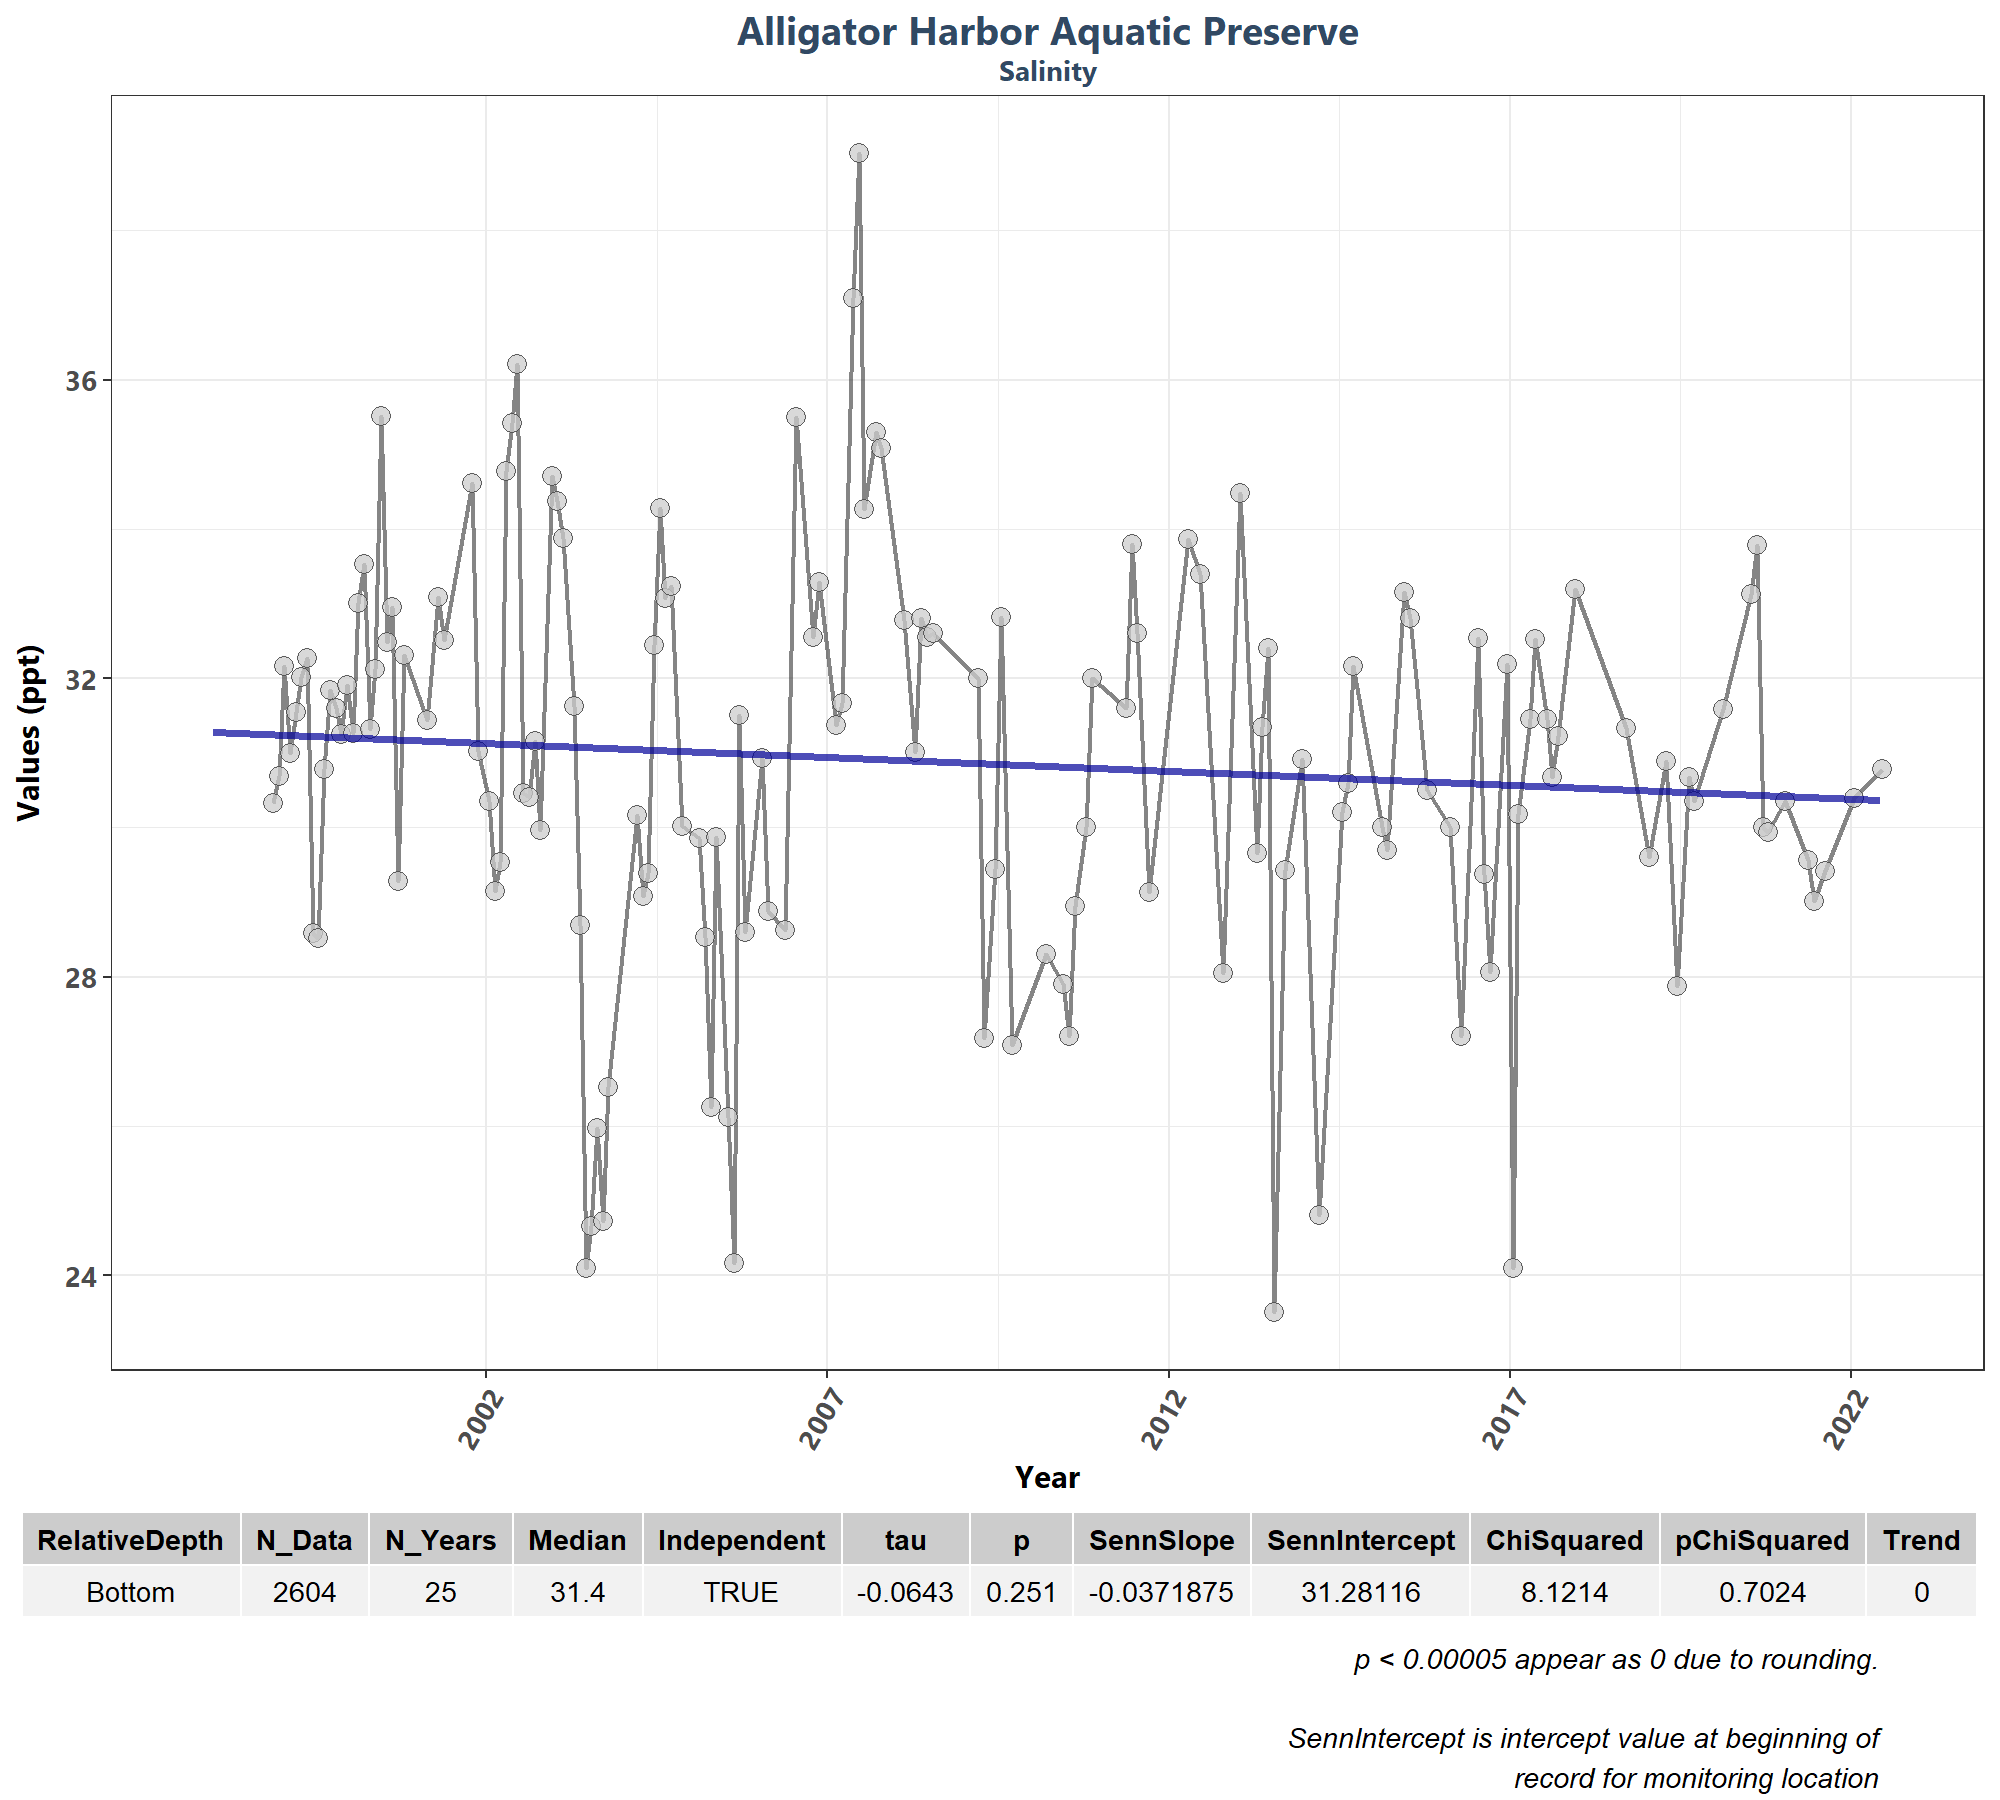 Alligator Harbor Aquatic Preserve
Salinity
Values (ppt)
36
32
28
24
2002 2007 2012 2017 2022
Year
RelativeDepth N_Data N_Years Median Independent tau p SennSlope SennIntercept ChiSquared pChiSquared Trend
Bottom 2604 25 31.4 TRUE -0.0643 0.251 -0.0371875 31.28116 8.1214 0.7024 0
p < 0.00005 appear as 0 due to rounding.
SennIntercept is intercept value at beginning of
record for monitoring location